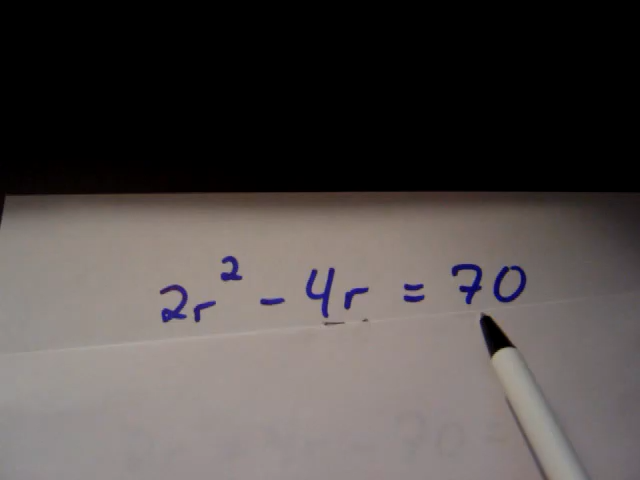 2r² - 4r = 70